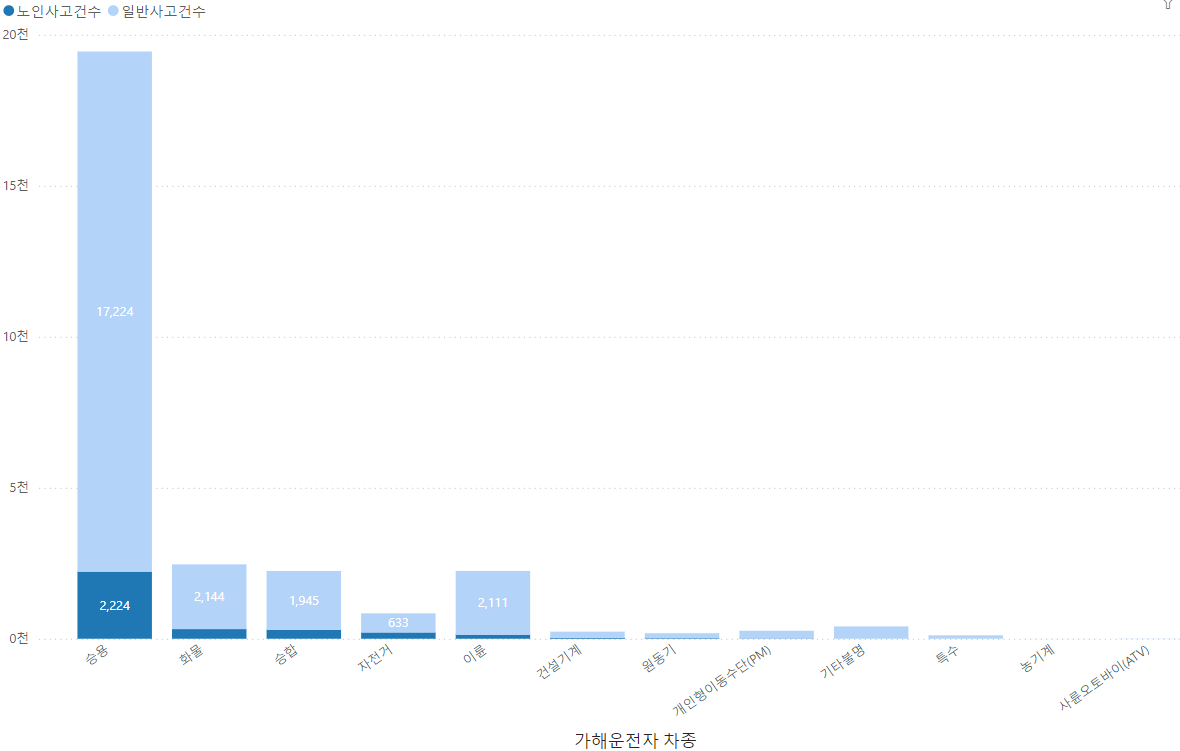 노인사고건수 일반사고건수
20천
15천
10천
5천
0천
17,224
2,224
2,144
1,945
633
2,111
승용
화물
승합
자전거
이륜
건설기계
원동기
개인형이동수단(PM)
기타불명
특수
농기계
사륜오토바이(ATV)
가해운전자 차종